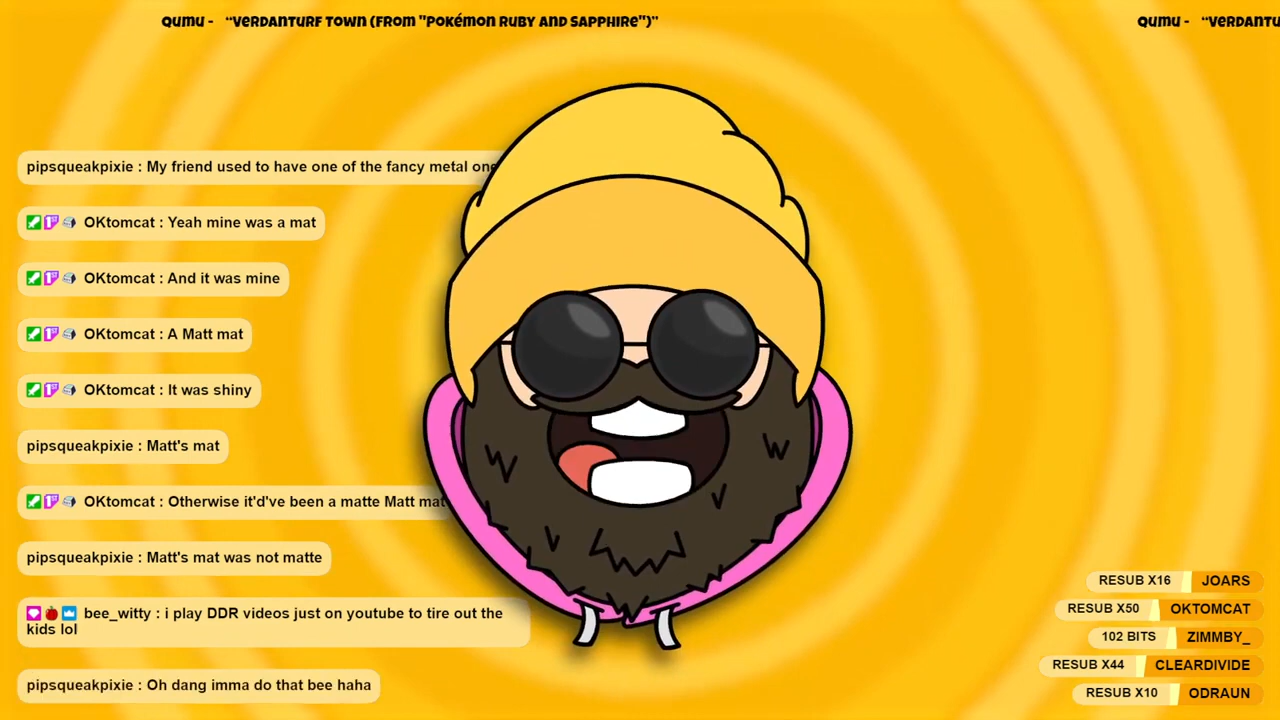 Qumu - "Verdanturf Town (From "Pokémon Ruby and Sapphire")"
Qumu - "Verdantu
pipsqueakpixie : My friend used to have one of the fancy metal one
OKtomcat : Yeah mine was a mat
OKtomcat : And it was mine
OKtomcat : A Matt mat
OKtomcat : It was shiny
pipsqueakpixie : Matt's mat
OKtomcat : Otherwise it'd've been a matte Matt mat
pipsqueakpixie : Matt's mat was not matte
bee_witty : i play DDR videos just on youtube to tire out the
kids lol
pipsqueakpixie : Oh dang imma do that bee haha
RESUB X16 JOARS
RESUB X50 OKTOMCAT
102 BITS ZIMMBY_
RESUB X44 CLEARDIVIDE
RESUB X10 ODRAUN